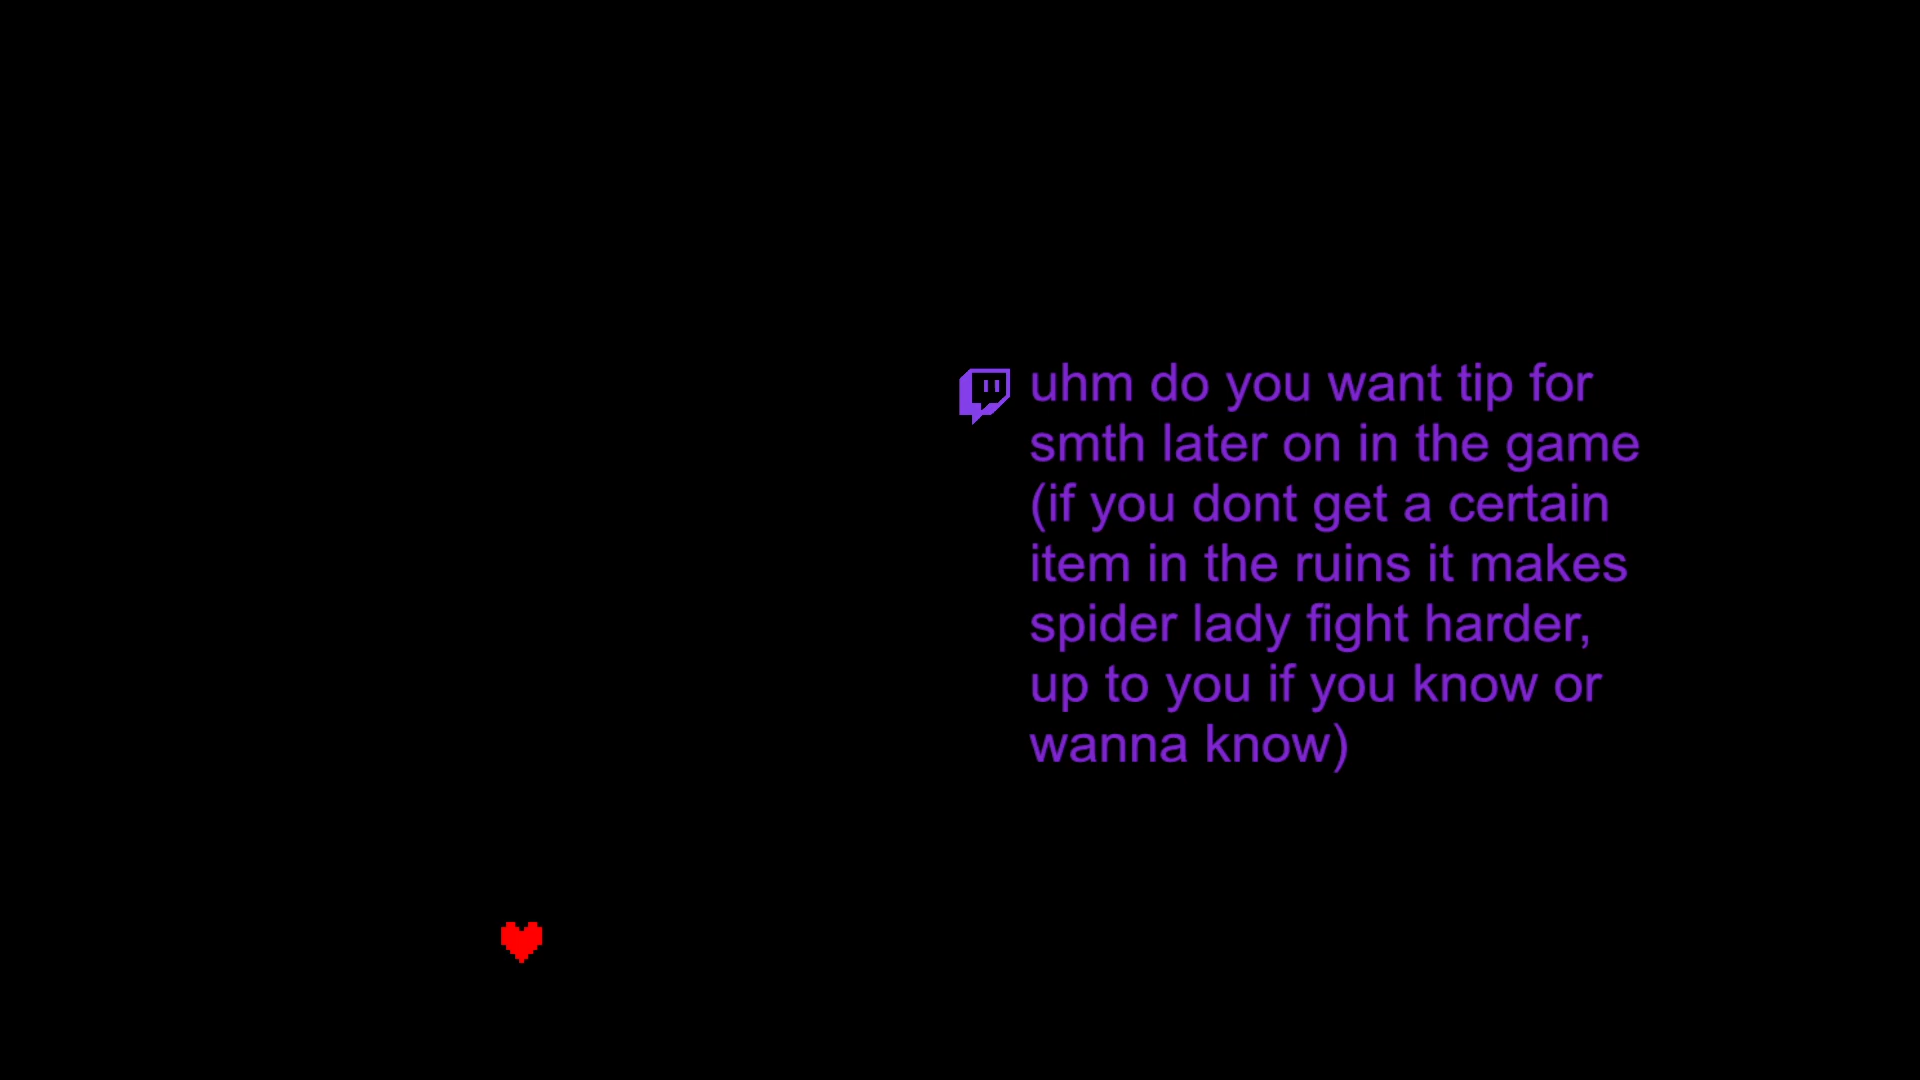 uhm do you want tip for
smth later on in the game
(if you dont get a certain
item in the ruins it makes
spider lady fight harder,
up to you if you know or
wanna know)